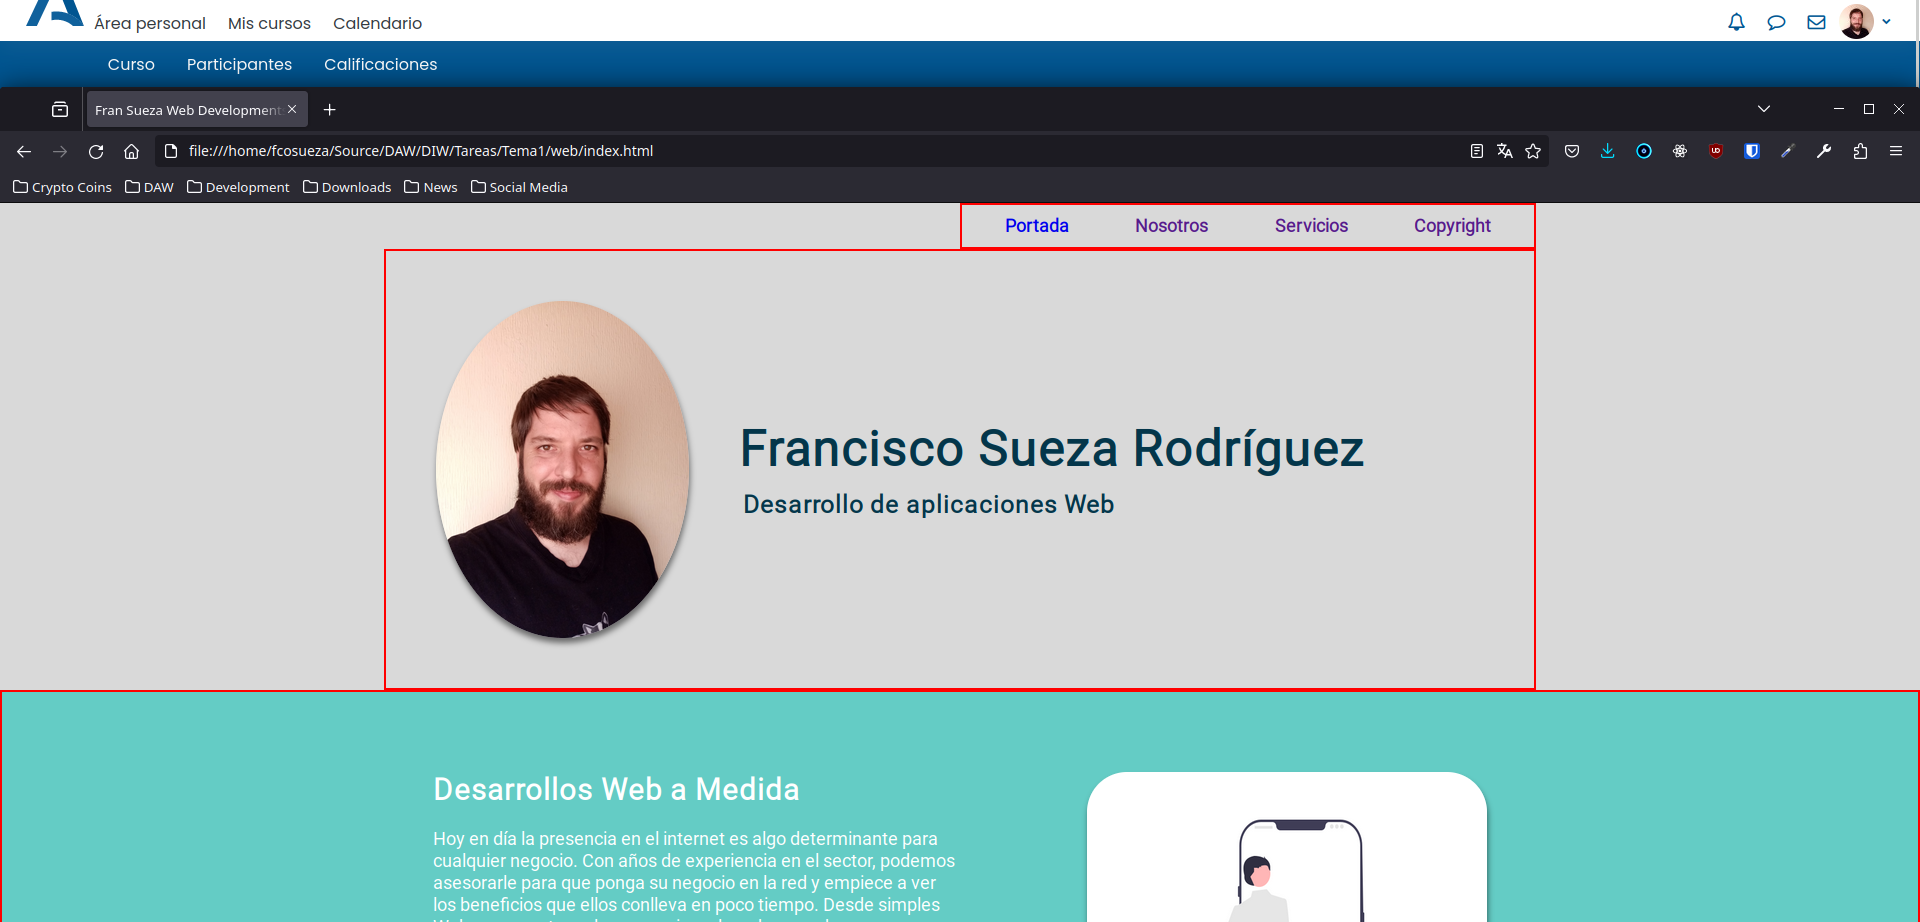 Área personal Mis cursos Calendario
Curso Participantes Calificaciones
Fran Sueza Web Development
file:///home/fcosueza/Source/DAW/DIW/Tareas/Tema1/web/index.html
Crypto Coins DAW Development Downloads News Social Media
Portada Nosotros Servicios Copyright
Francisco Sueza Rodríguez
Desarrollo de aplicaciones Web
Desarrollos Web a Medida
Hoy en día la presencia en el internet es algo determinante para
cualquier negocio. Con años de experiencia en el sector, podemos
asesorarle para que ponga su negocio en la red y empiece a ver
los beneficios que ellos conlleva en poco tiempo. Desde simples